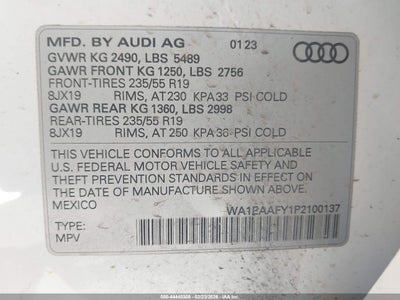 MFD. BY AUDI AG 01 23
GVWR KG 2490, LBS 5489
GAWR FRONT KG 1250, LBS 2756
FRONT-TIRES 235/55 R19
8JX19 RIMS, AT 230 KPA 33 PSI COLD
GAWR REAR KG 1360, LBS 2998
REAR-TIRES 235/55 R19
8JX19 RIMS, AT 250 KPA 36 PSI COLD
THIS VEHICLE CONFORMS TO ALL APPLICABLE
U.S. FEDERAL MOTOR VEHICLE SAFETY AND
THEFT PREVENTION STANDARDS IN EFFECT ON
THE DATE OF MANUFACTURE SHOWN ABOVE.
MEXICO
WA12AAFY1P2100137
TYPE:
MPV